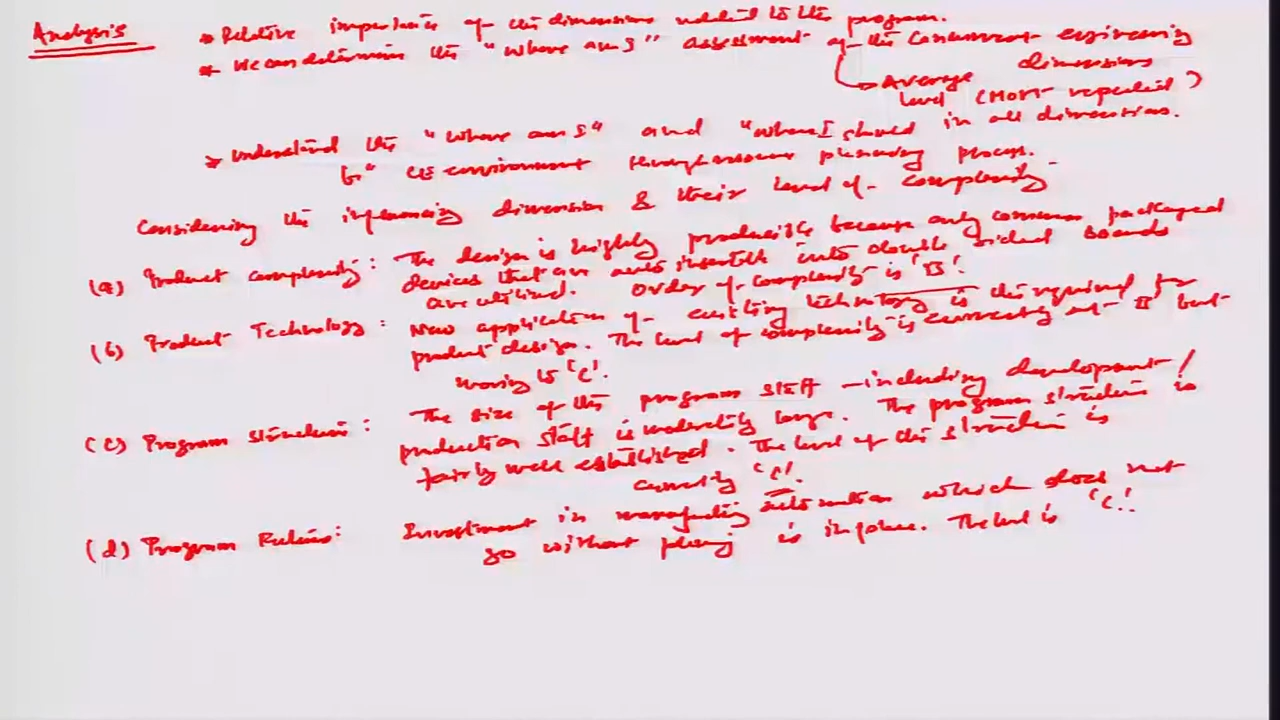 Analysis
* Relative importance of the dimensions related to the program.
* We can determine the "where am I" assessment of the concurrent engineering dimensions
Average level (Most repeated)
* Understand the "where am I" and "where I should be" in all dimensions.
CE environment through process.
Considering the influencing dimension & their level of complexity
(a) Product complexity: The design is highly producible because only common packaged
devices that are auto insertable into double sided boards
are utilized. Order of complexity is 'B'.
(b) Product Technology: New application of existing technology is required for
product design. The level of complexity is currently at B but
moving to 'C'.
(c) Program structure: The size of the program staff - including development/
production staff is moderately large. The program structure is
fairly well established. The level of the structure is
currently 'C'.
(d) Program Futures: Investment in automation which does not
go without is in place. The level is 'C'.